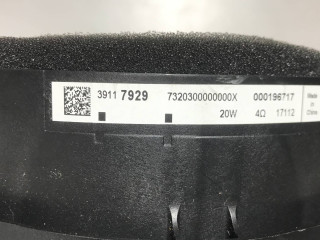 3911 7929 7320300000000X 000196717
20W 4Ω 17112
Made
in
China